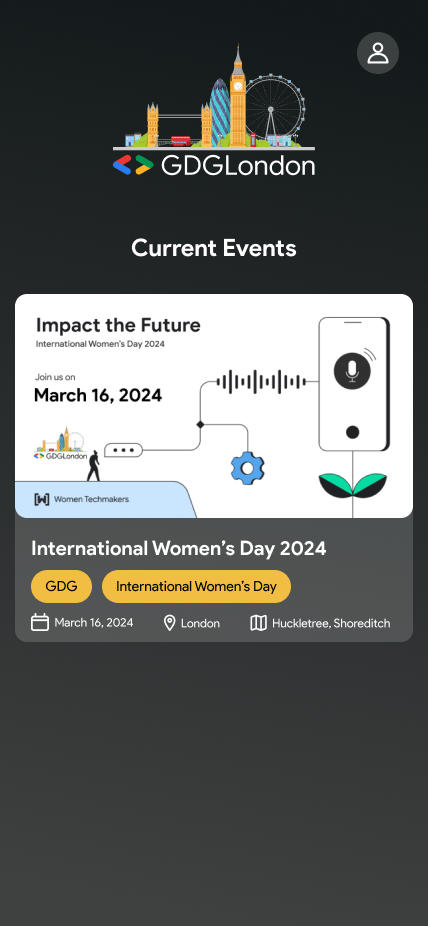 GDGLondon
Current Events
Impact the Future
International Women's Day 2024
Join us on
March 16, 2024
GDGLondon
Women Techmakers
International Women's Day 2024
GDG
International Women's Day
March 16, 2024
London
Huckletree, Shoreditch